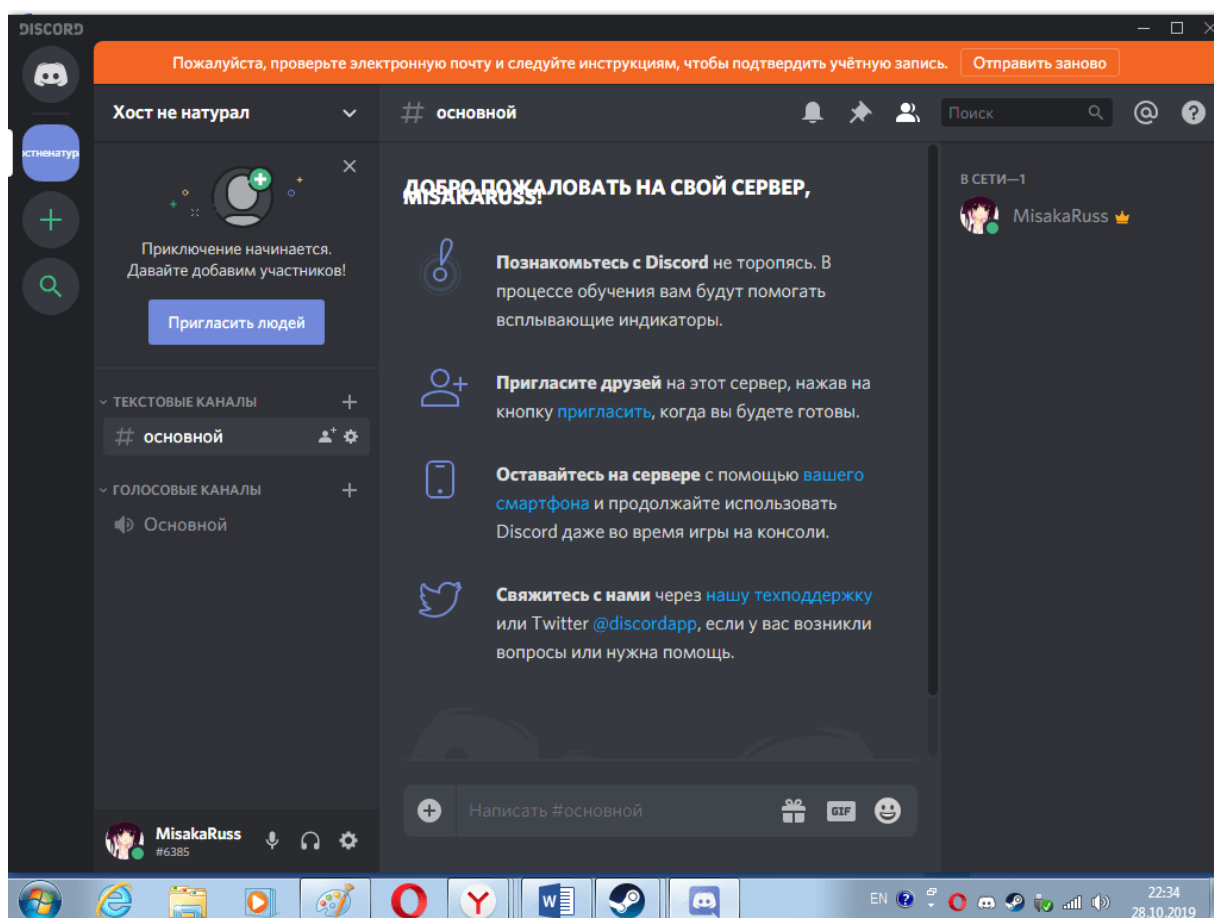 DISCORD
Пожалуйста, проверьте электронную почту и следуйте инструкциям, чтобы подтвердить учётную запись. Отправить заново
Хост не натурал
# основной
Поиск
остненатур
Приключение начинается.
Давайте добавим участников!
Пригласить людей
ТЕКСТОВЫЕ КАНАЛЫ
# основной
ГОЛОСОВЫЕ КАНАЛЫ
Основной
MisakaRuss
#6385
ДОБРО ПОЖАЛОВАТЬ НА СВОЙ СЕРВЕР,
MISAKARUSS!
Познакомьтесь с Discord не торопясь. В
процессе обучения вам будут помогать
всплывающие индикаторы.
Пригласите друзей на этот сервер, нажав на
кнопку пригласить, когда вы будете готовы.
Оставайтесь на сервере с помощью вашего
смартфона и продолжайте использовать
Discord даже во время игры на консоли.
Свяжитесь с нами через нашу техподдержку
или Twitter @discordapp, если у вас возникли
вопросы или нужна помощь.
Написать #основной
GIF
В СЕТИ—1
MisakaRuss
EN
22:34
28.10.2019